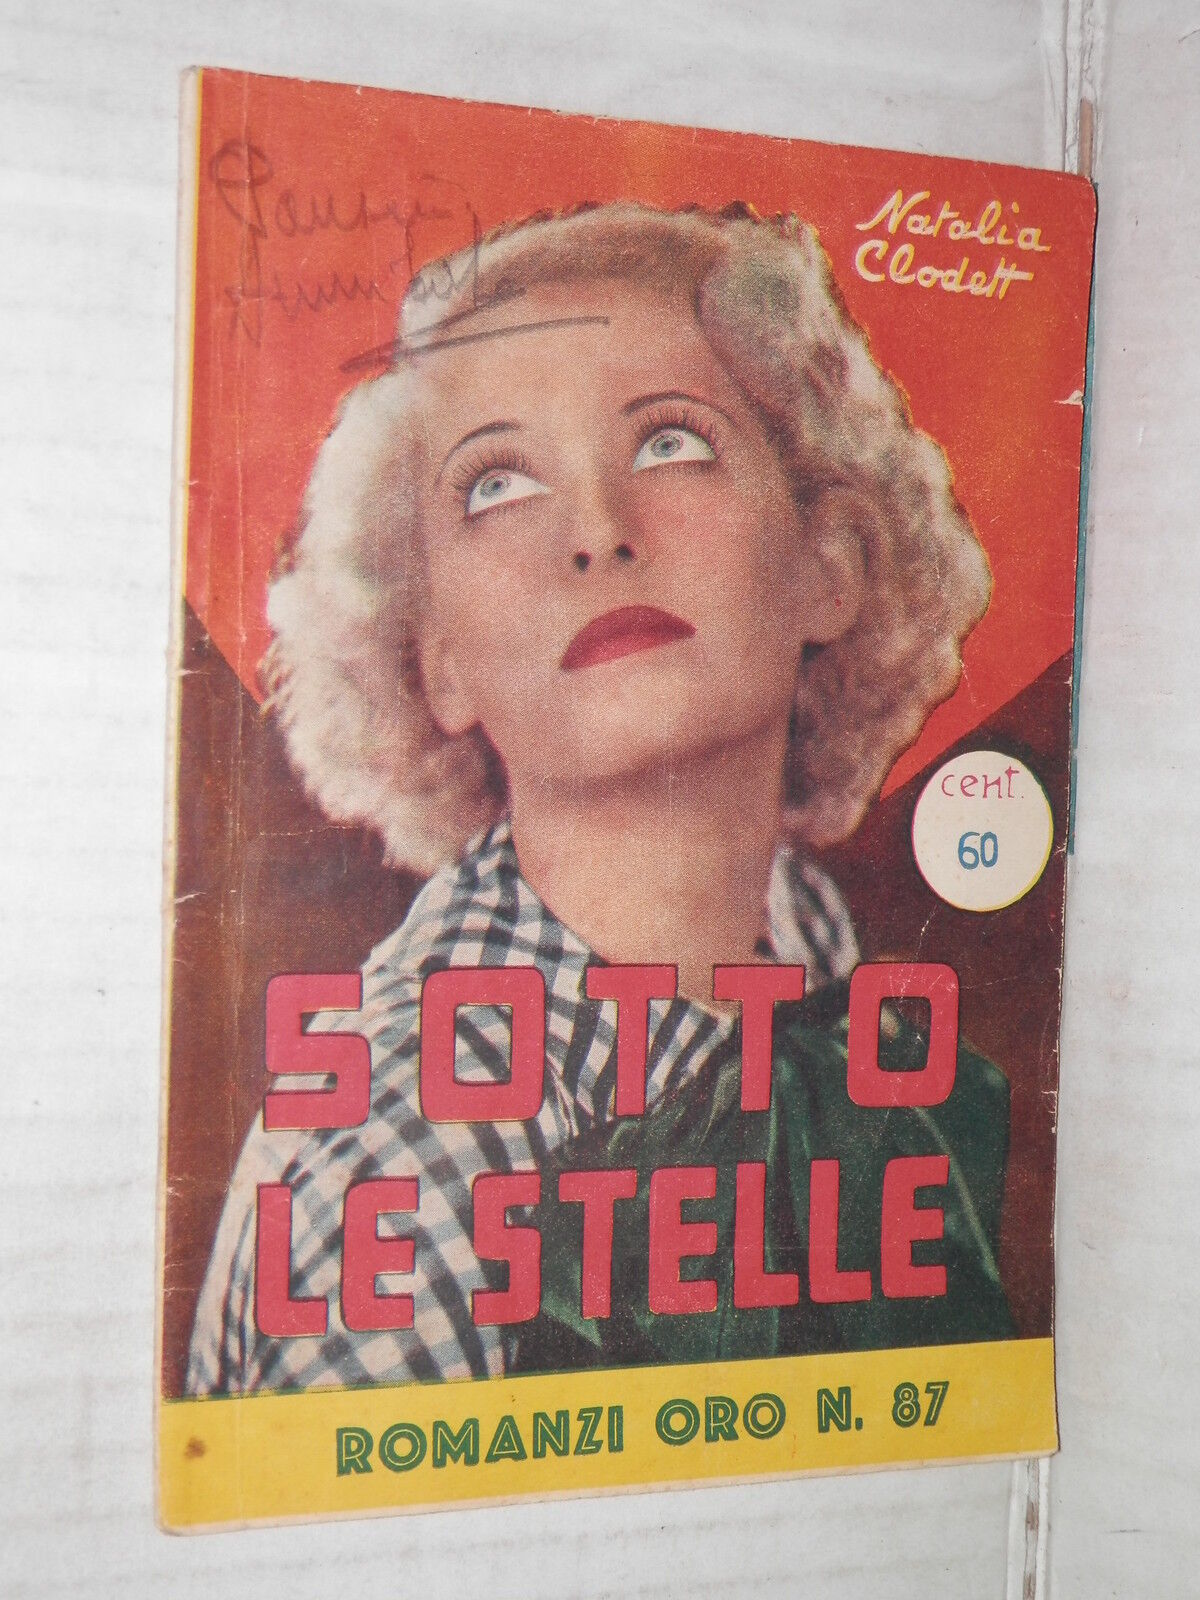 Natalia
Clodett
cent.
60
SOTTO
LE STELLE
ROMANZI ORO N. 87